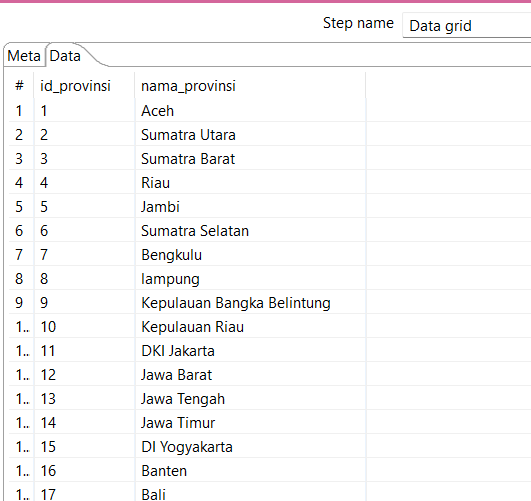 Step name Data grid
Meta Data
# id_provinsi nama_provinsi
1 1 Aceh
2 2 Sumatra Utara
3 3 Sumatra Barat
4 4 Riau
5 5 Jambi
6 6 Sumatra Selatan
7 7 Bengkulu
8 8 lampung
9 9 Kepulauan Bangka Belintung
1.. 10 Kepulauan Riau
1.. 11 DKI Jakarta
1.. 12 Jawa Barat
1.. 13 Jawa Tengah
1.. 14 Jawa Timur
1.. 15 DI Yogyakarta
1.. 16 Banten
1.. 17 Bali